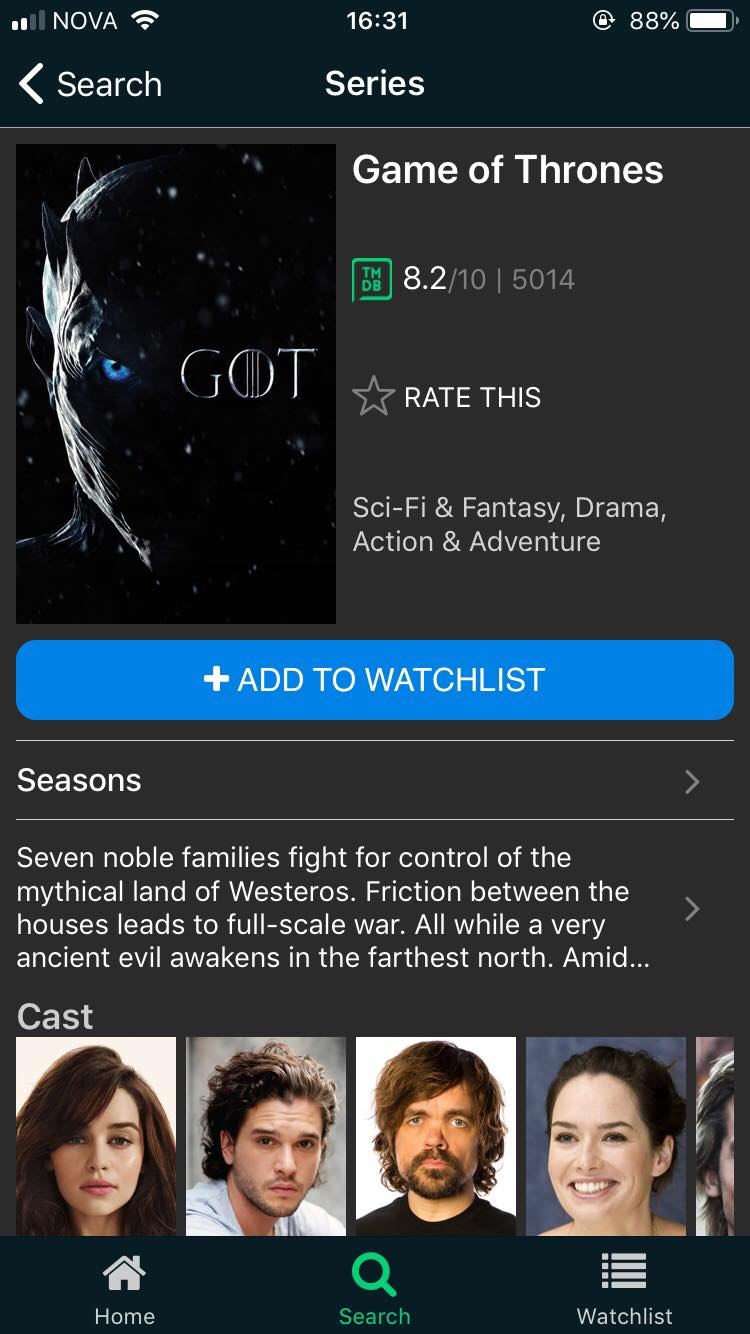 NOVA 16:31 88%
Search Series
Game of Thrones
TM
DB
8.2/10 | 5014
GOT
RATE THIS
Sci-Fi & Fantasy, Drama,
Action & Adventure
ADD TO WATCHLIST
Seasons
Seven noble families fight for control of the
mythical land of Westeros. Friction between the
houses leads to full-scale war. All while a very
ancient evil awakens in the farthest north. Amid...
Cast
Home Search Watchlist